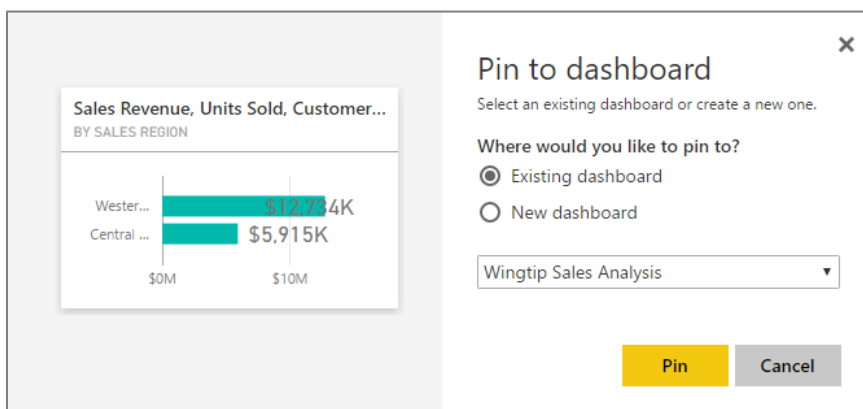 Sales Revenue, Units Sold, Customer...
BY SALES REGION
Wester... $12,734K
Central ... $5,915K
$0M $10M
Pin to dashboard
Select an existing dashboard or create a new one.
Where would you like to pin to?
Existing dashboard
New dashboard
Wingtip Sales Analysis
Pin Cancel